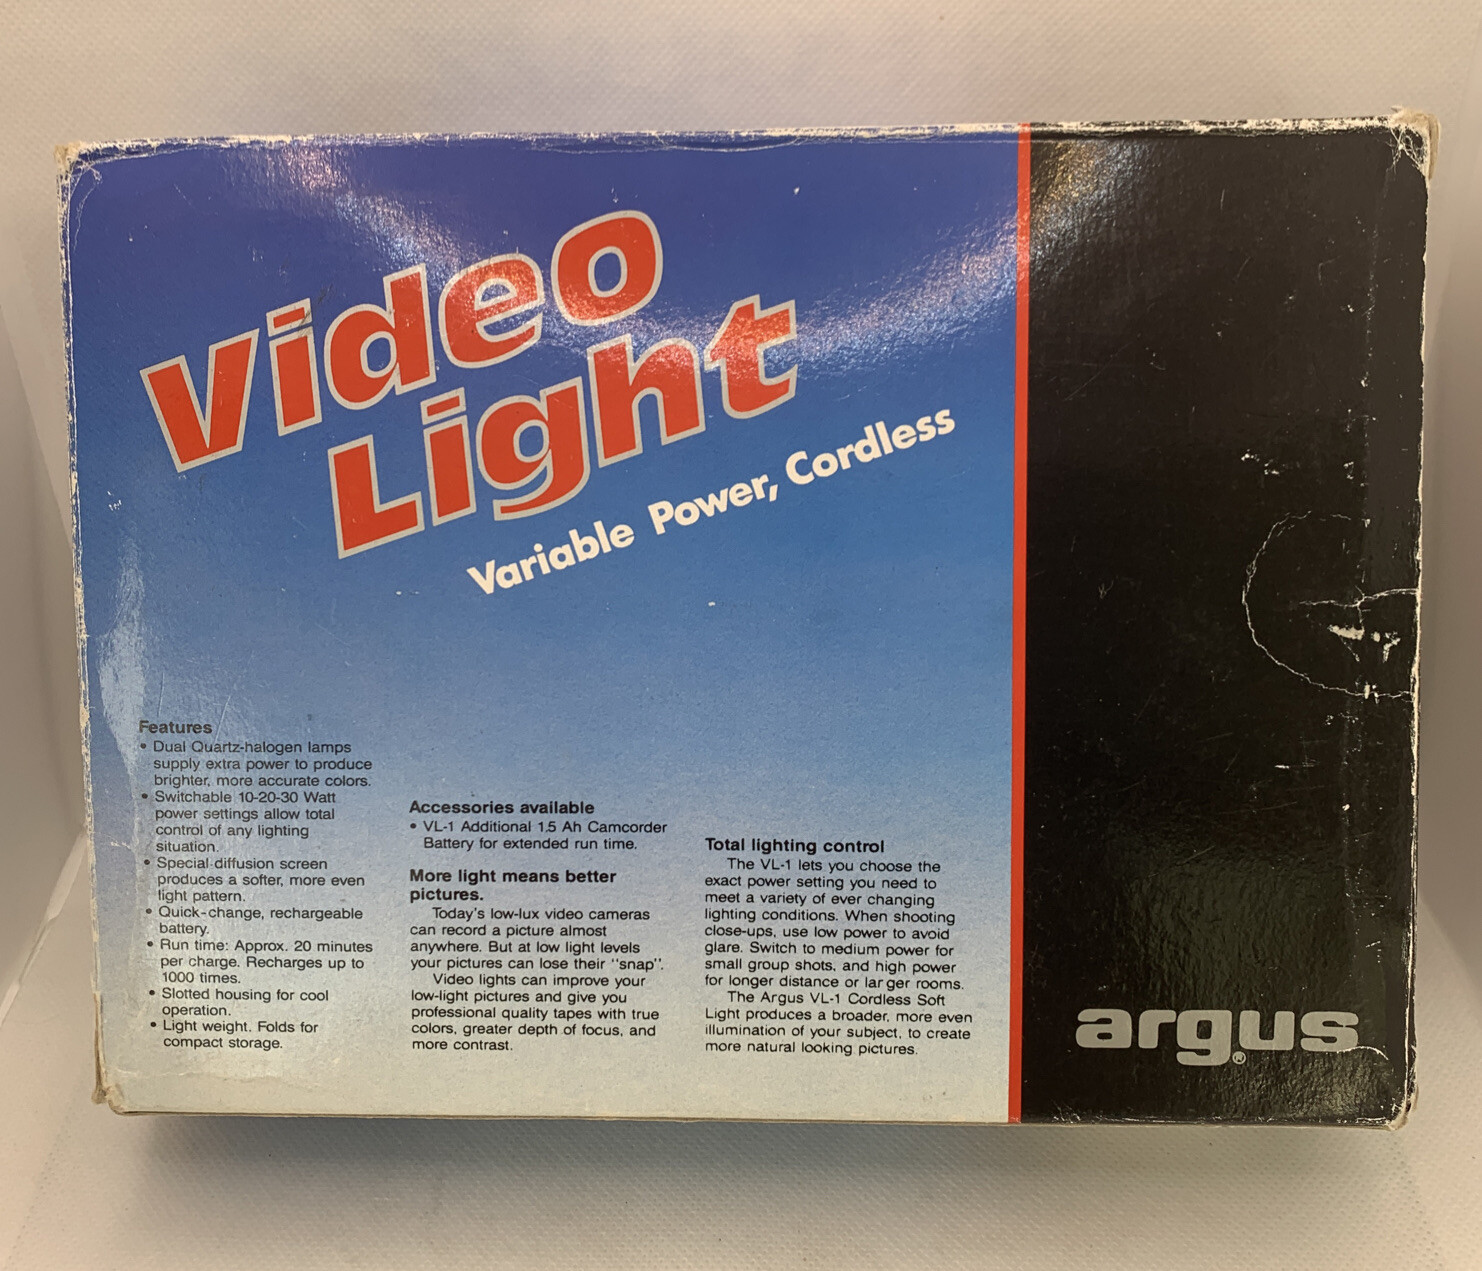 Video
Light
Variable Power, Cordless
Features
• Dual Quartz-halogen lamps
supply extra power to produce
brighter, more accurate colors.
• Switchable 10-20-30 Watt
power settings allow total
control of any lighting
situation.
• Special diffusion screen
produces a softer, more even
light pattern.
• Quick-change, rechargeable
battery.
• Run time: Approx. 20 minutes
per charge. Recharges up to
1000 times.
• Slotted housing for cool
operation.
• Light weight. Folds for
compact storage.
Accessories available
• VL-1 Additional 1.5 Ah Camcorder
Battery for extended run time.
More light means better
pictures.
Today's low-lux video cameras
can record a picture almost
anywhere. But at low light levels
your pictures can lose their "snap".
Video lights can improve your
low-light pictures and give you
professional quality tapes with true
colors, greater depth of focus, and
more contrast.
Total lighting control
The VL-1 lets you choose the
exact power setting you need to
meet a variety of ever changing
lighting conditions. When shooting
close-ups, use low power to avoid
glare. Switch to medium power for
small group shots, and high power
for longer distance or lar ger rooms.
The Argus VL-1 Cordless Soft
Light produces a broader, more even
illumination of your subject, to create
more natural looking pictures.
argus®